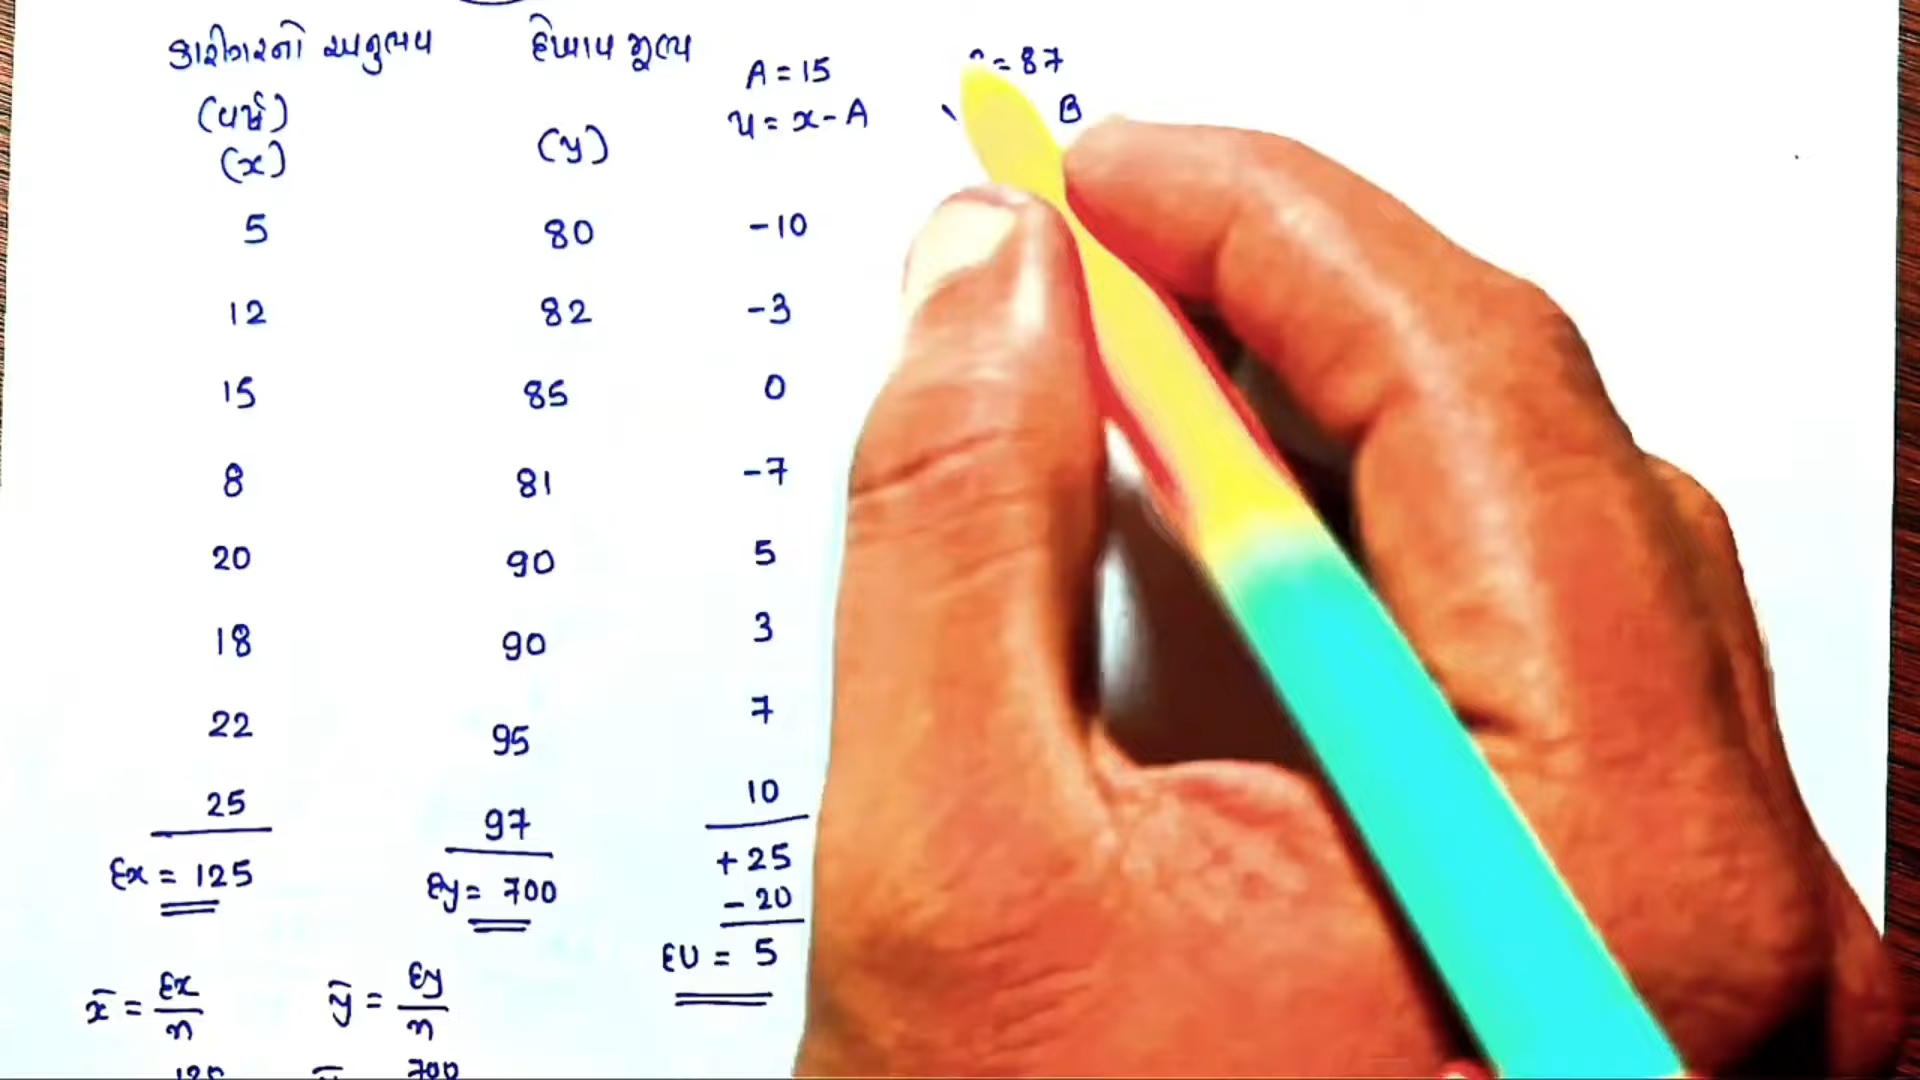 કારીગરનો અનુભવ દેખાવ મૂલ્ય
A = 15 = 87
(વર્ષ) u = x - A B
(x) (y)
5 80 -10
12 82 -3
15 85 0
8 81 -7
20 90 5
18 90 3
22 95 7
25 97 10
+25
Σx = 125 Σy = 700 -20
ΣU = 5
x̄ = Σx/n ȳ = Σy/n
700